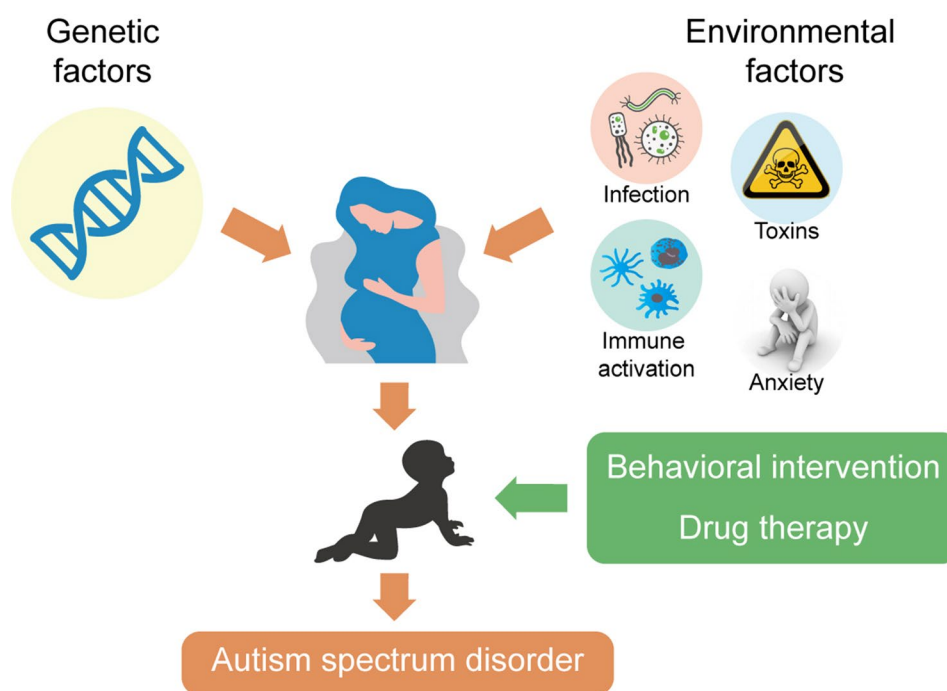 Genetic
factors
Environmental
factors
Infection
Toxins
Immune
activation
Anxiety
Behavioral intervention
Drug therapy
Autism spectrum disorder